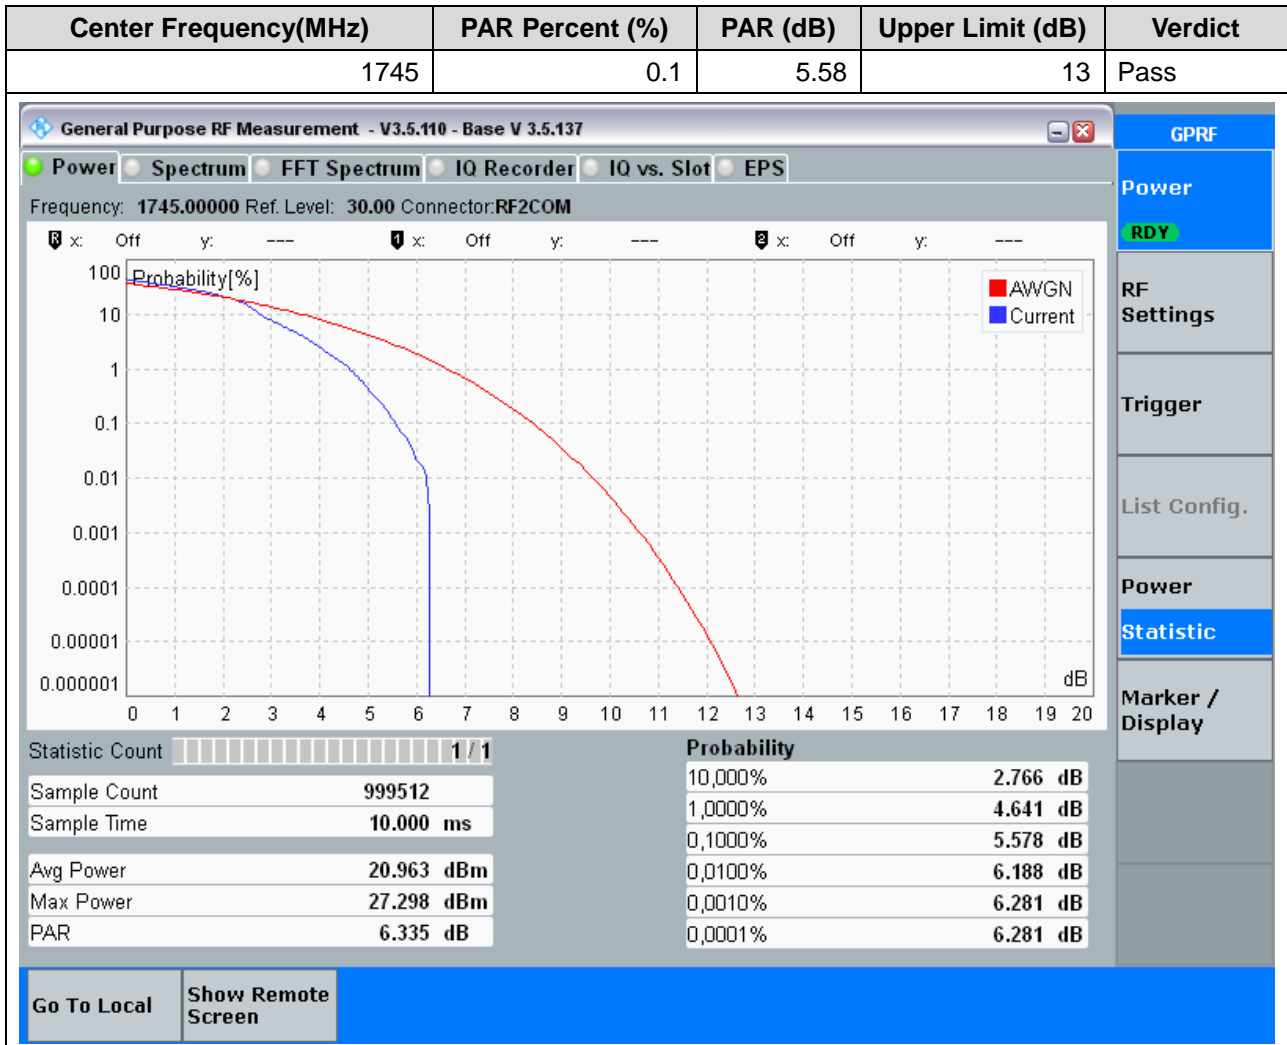 Center Frequency(MHz) PAR Percent (%) PAR (dB) Upper Limit (dB) Verdict
1745 0.1 5.58 13 Pass
General Purpose RF Measurement - V3.5.110 - Base V 3.5.137
GPRF
Power Spectrum FFT Spectrum IQ Recorder IQ vs. Slot EPS
Power
RDY
Frequency: 1745.00000 Ref. Level: 30.00 Connector:RF2COM
R x: Off y: --- 1 x: Off y: --- 2 x: Off y: ---
Probability[%]
AWGN
Current
100
10
1
0.1
0.01
0.001
0.0001
0.00001
0.000001
dB
0 1 2 3 4 5 6 7 8 9 10 11 12 13 14 15 16 17 18 19 20
RF
Settings
Trigger
List Config.
Power
Statistic
Marker /
Display
Statistic Count 1 / 1
Sample Count 999512
Sample Time 10.000 ms
Avg Power 20.963 dBm
Max Power 27.298 dBm
PAR 6.335 dB
Probability
10,000% 2.766 dB
1,0000% 4.641 dB
0,1000% 5.578 dB
0,0100% 6.188 dB
0,0010% 6.281 dB
0,0001% 6.281 dB
Go To Local
Show Remote
Screen